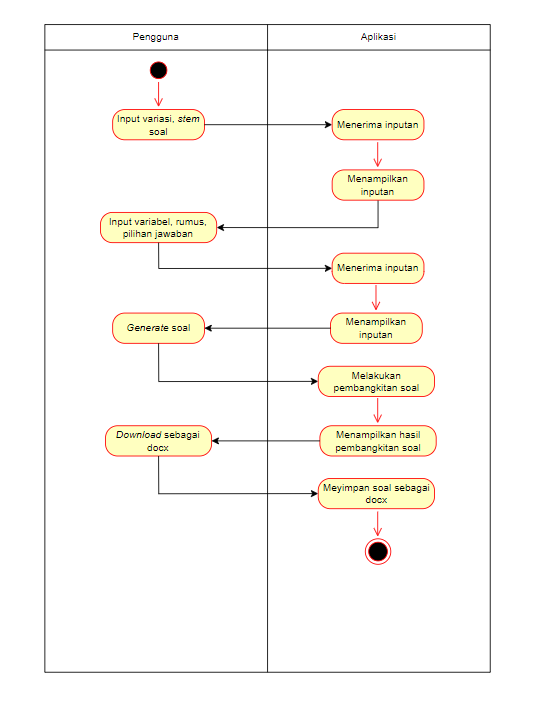 Pengguna
Aplikasi
Input variasi, stem
soal
Menerima inputan
Menampilkan
inputan
Input variabel, rumus,
pilihan jawaban
Menerima inputan
Menampilkan
inputan
Generate soal
Melakukan
pembangkitan soal
Menampilkan hasil
pembangkitan soal
Download sebagai
docx
Meyimpan soal sebagai
docx